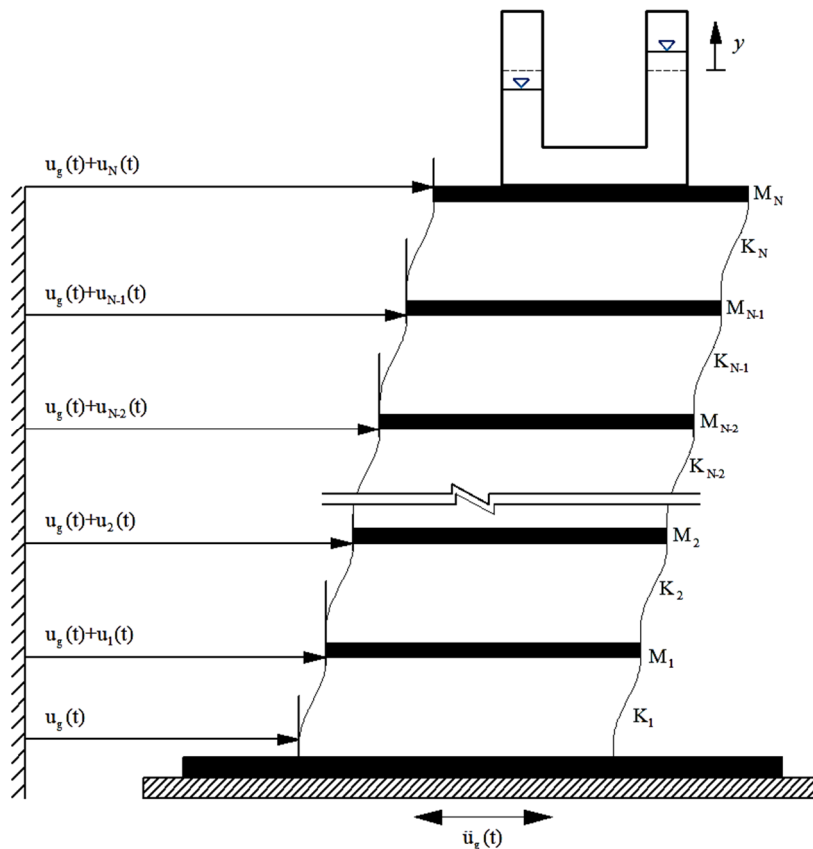 y
u_g(t)+u_N(t)
M_N
K_N
u_g(t)+u_N-1(t)
M_N-1
K_N-1
u_g(t)+u_N-2(t)
M_N-2
K_N-2
u_g(t)+u_2(t)
M_2
K_2
u_g(t)+u_1(t)
M_1
u_g(t)
K_1
ü_g(t)